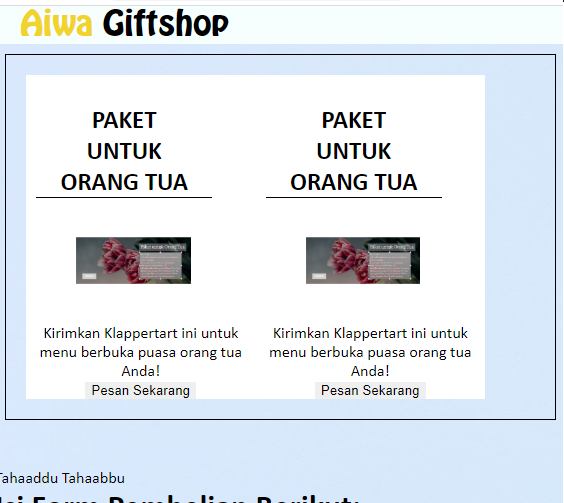 Aiwa Giftshop
PAKET
UNTUK
ORANG TUA
Kirimkan Klappertart ini untuk
menu berbuka puasa orang tua
Anda!
Pesan Sekarang
PAKET
UNTUK
ORANG TUA
Kirimkan Klappertart ini untuk
menu berbuka puasa orang tua
Anda!
Pesan Sekarang
Tahaaddu Tahaabbu
Isi Form Pembelian Berikut: